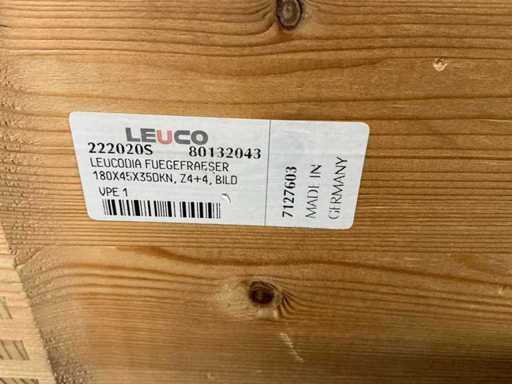 LEUCO
222020S 80132043
LEUCODIA FUEGEFRAESER
180X45X35DKN, Z4+4, BILD
VPE 1
7127603
MADE IN
GERMANY